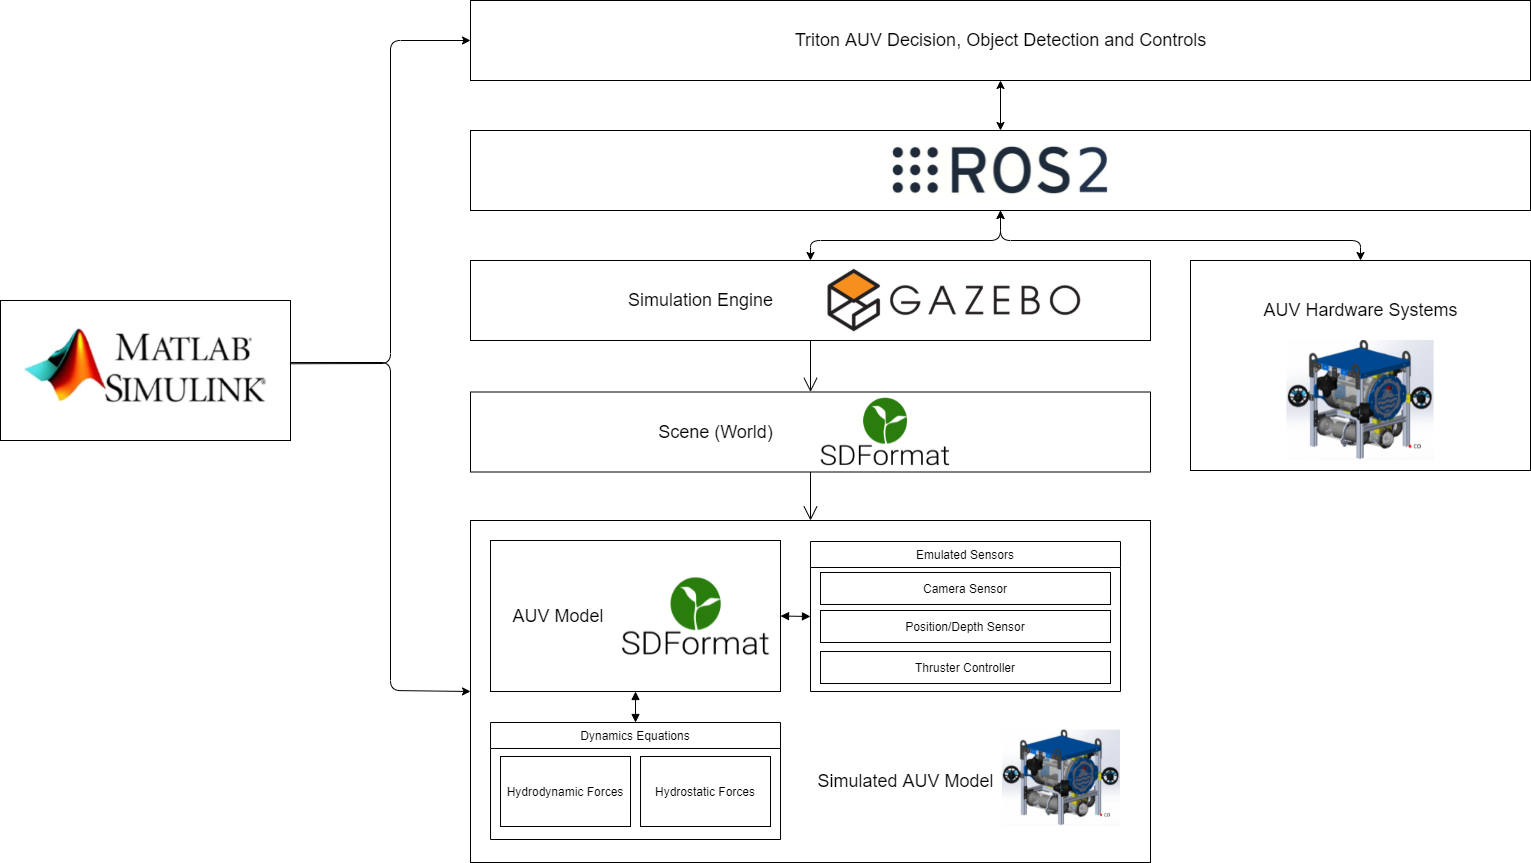 Triton AUV Decision, Object Detection and Controls
ROS2
Simulation Engine
GAZEBO
AUV Hardware Systems
MATLAB®
SIMULINK®
Scene (World)
SDFormat
AUV Model
SDFormat
Emulated Sensors
Camera Sensor
Position/Depth Sensor
Thruster Controller
Dynamics Equations
Hydrodynamic Forces
Hydrostatic Forces
Simulated AUV Model